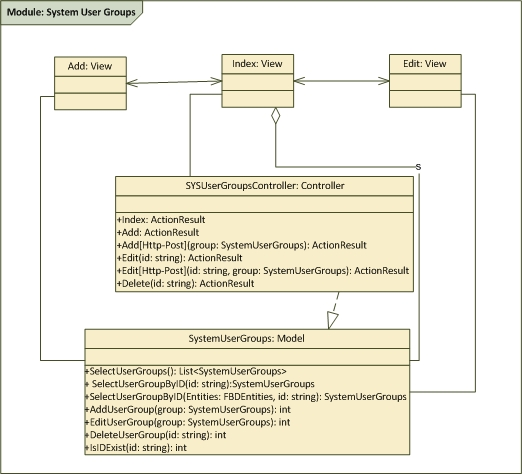 Module: System User Groups
Add: View
Index: View
Edit: View
s
SYSUserGroupsController: Controller
+Index: ActionResult
+Add: ActionResult
+Add[Http-Post](group: SystemUserGroups): ActionResult
+Edit(id: string): ActionResult
+Edit[Http-Post](id: string, group: SystemUserGroups): ActionResult
+Delete(id: string): ActionResult
SystemUserGroups: Model
+SelectUserGroups(): List<SystemUserGroups>
+ SelectUserGroupByID(id: string):SystemUserGroups
+SelectUserGroupByID(Entities: FBDEntities, id: string): SystemUserGroups
+AddUserGroup(group: SystemUserGroups): int
+EditUserGroup(group: SystemUserGroups): int
+DeleteUserGroup(id: string): int
+IsIDExist(id: string): int